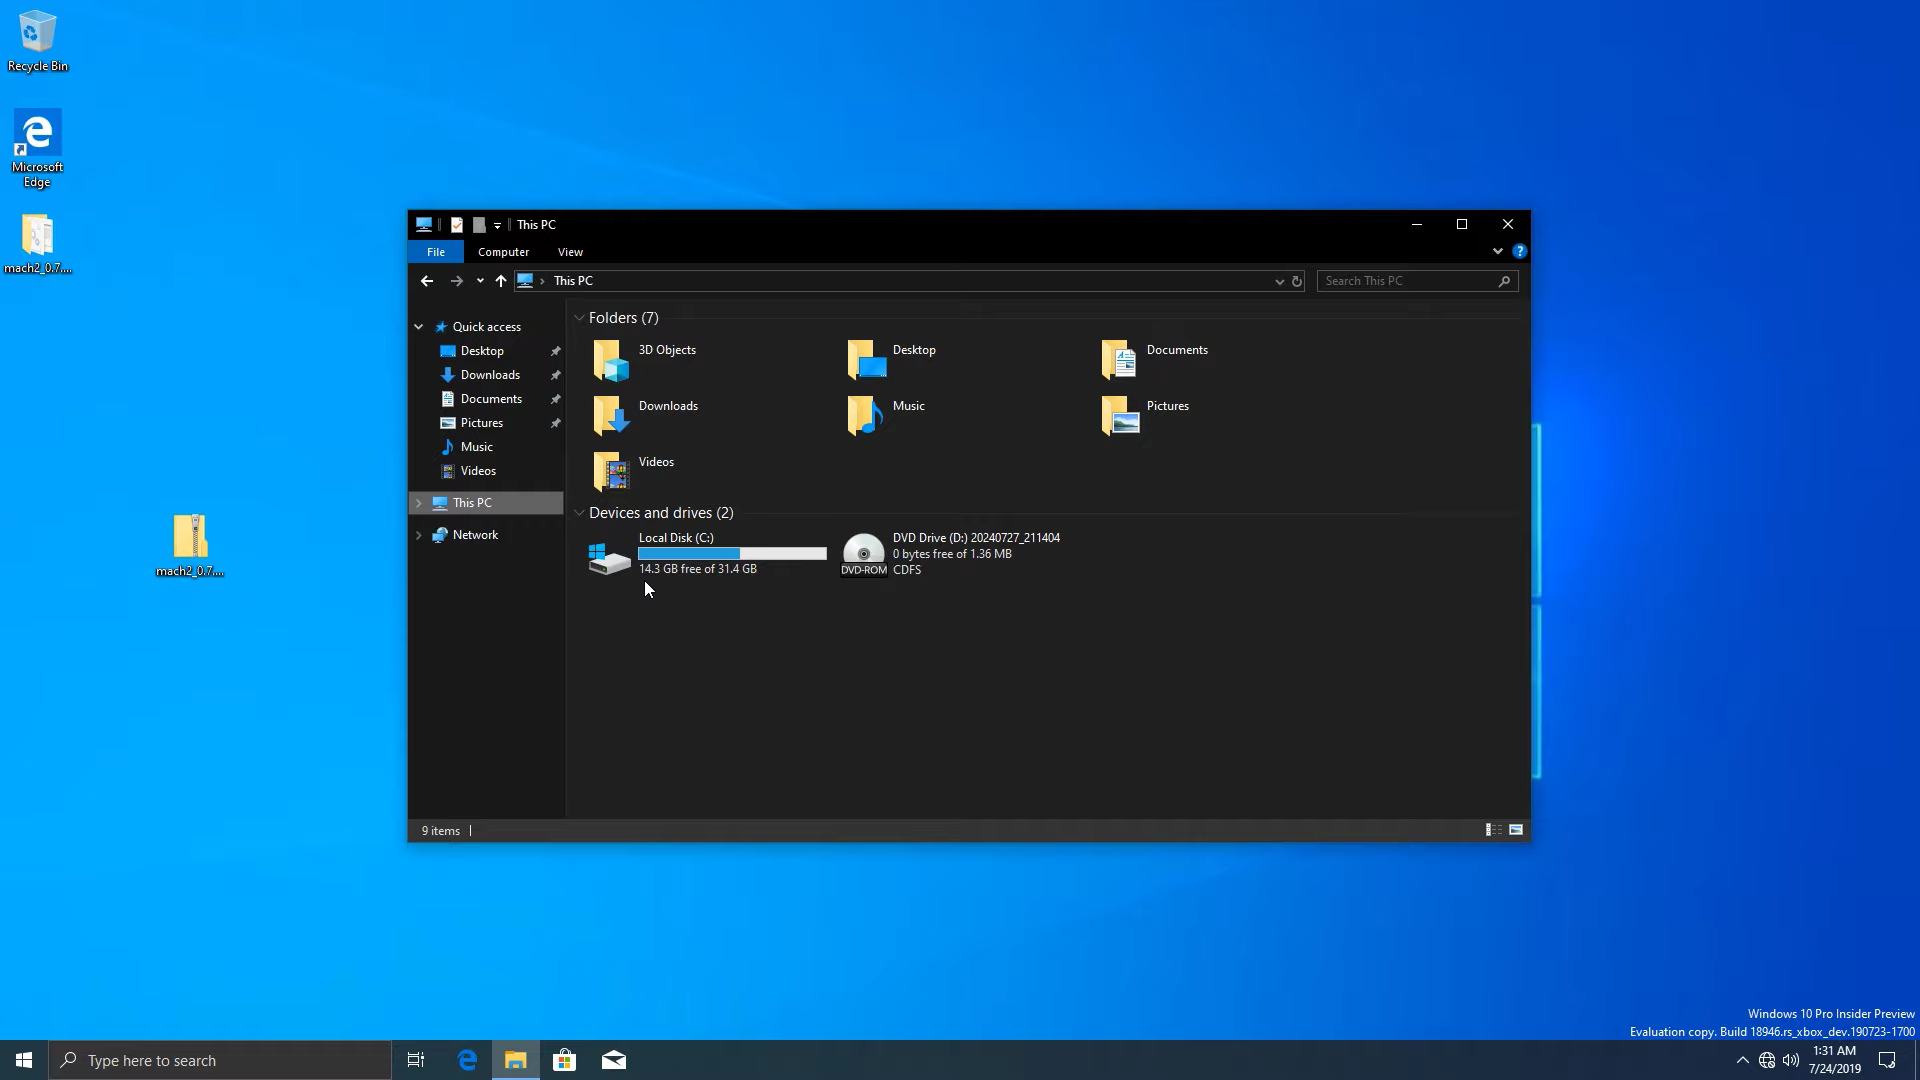 Recycle Bin
Microsoft
Edge
mach2_0.7....
mach2_0.7....
This PC
File
Computer
View
This PC
Search This PC
Quick access
Desktop
Downloads
Documents
Pictures
Music
Videos
This PC
Network
Folders (7)
3D Objects
Desktop
Documents
Downloads
Music
Pictures
Videos
Devices and drives (2)
Local Disk (C:)
14.3 GB free of 31.4 GB
DVD-ROM
DVD Drive (D:) 20240727_211404
0 bytes free of 1.36 MB
CDFS
9 items
Windows 10 Pro Insider Preview
Evaluation copy. Build 18946.rs_xbox_dev.190723-1700
Type here to search
1:31 AM
7/24/2019